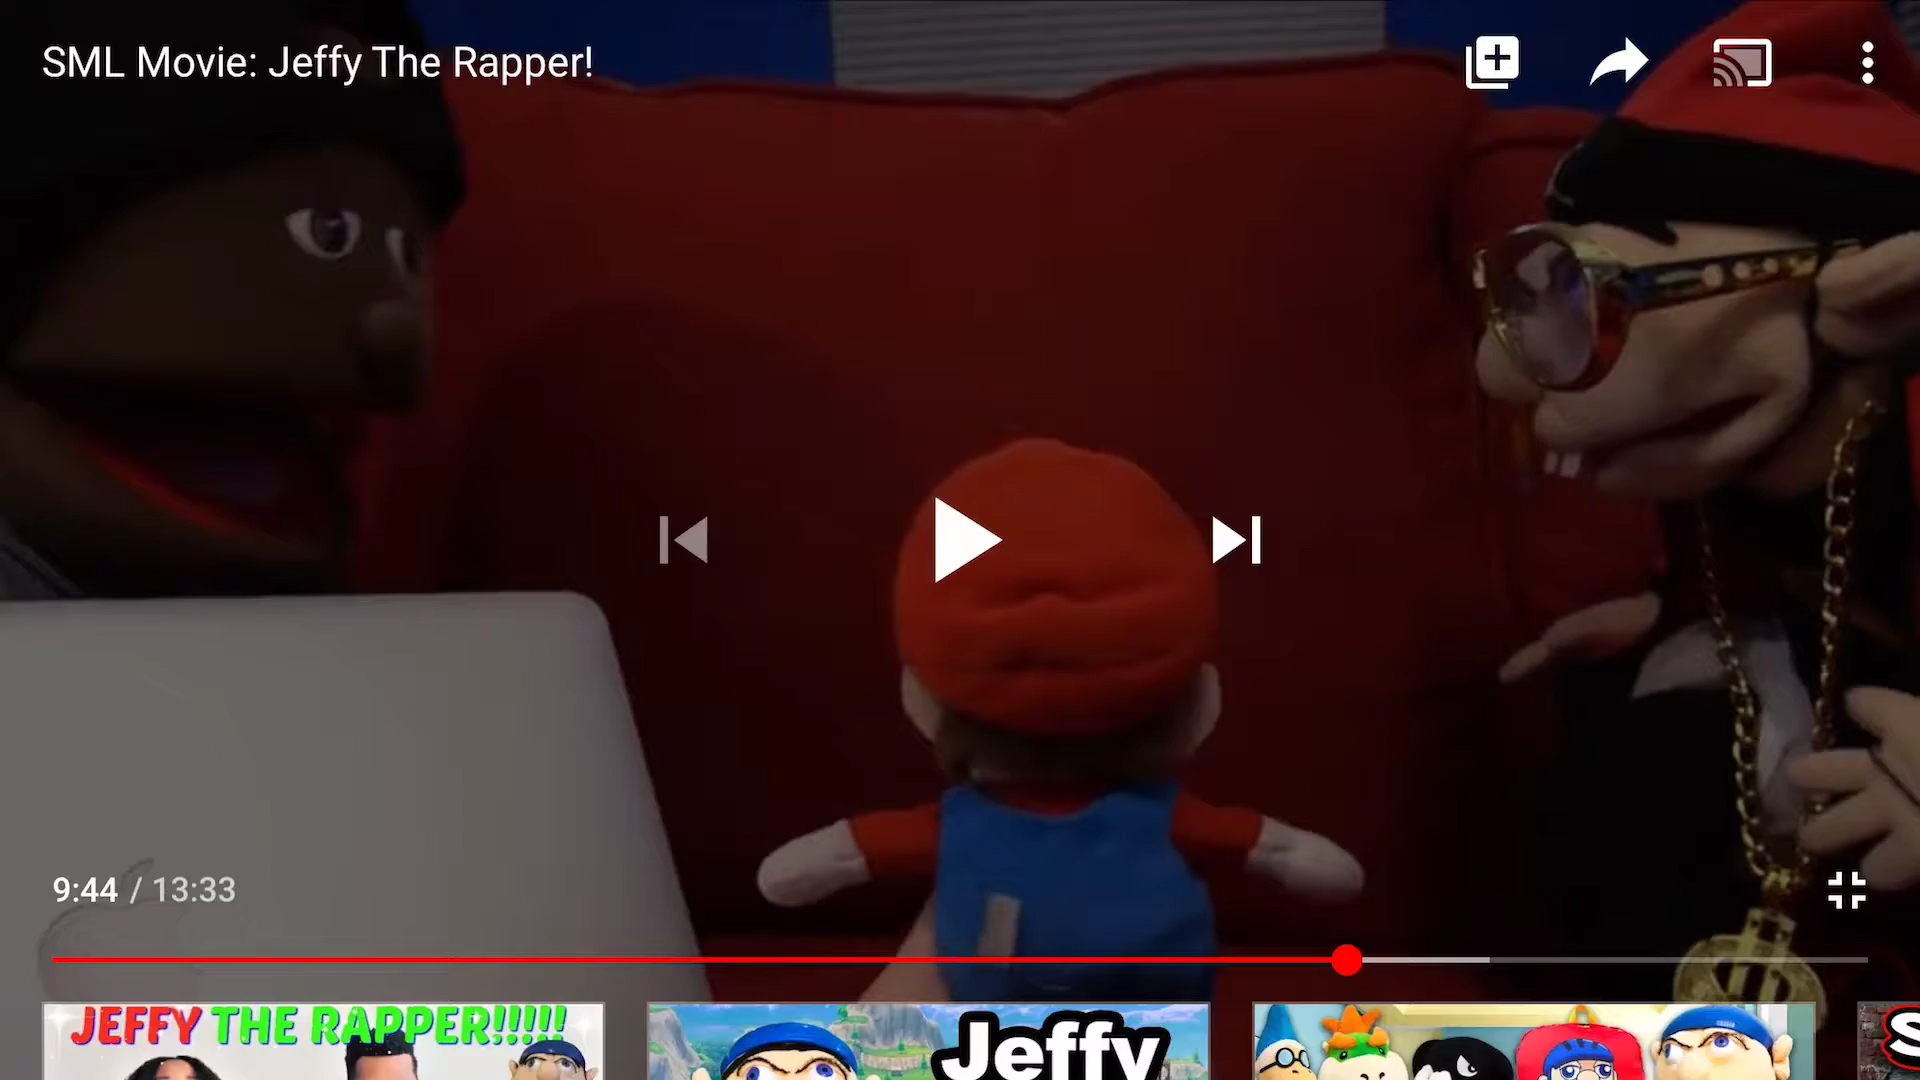 SML Movie: Jeffy The Rapper!
9:44 / 13:33
JEFFY THE RAPPER!!!!!
Jeffy
S